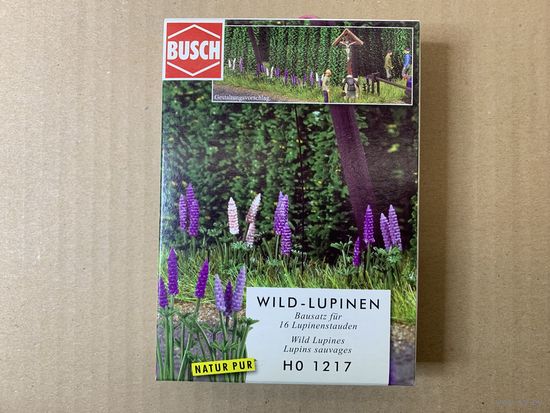 BUSCH
Gestaltungsvorschlag
WILD-LUPINEN
Bausatz für
16 Lupinenstauden
Wild Lupines
Lupins sauvages
H0 1217
NATUR PUR